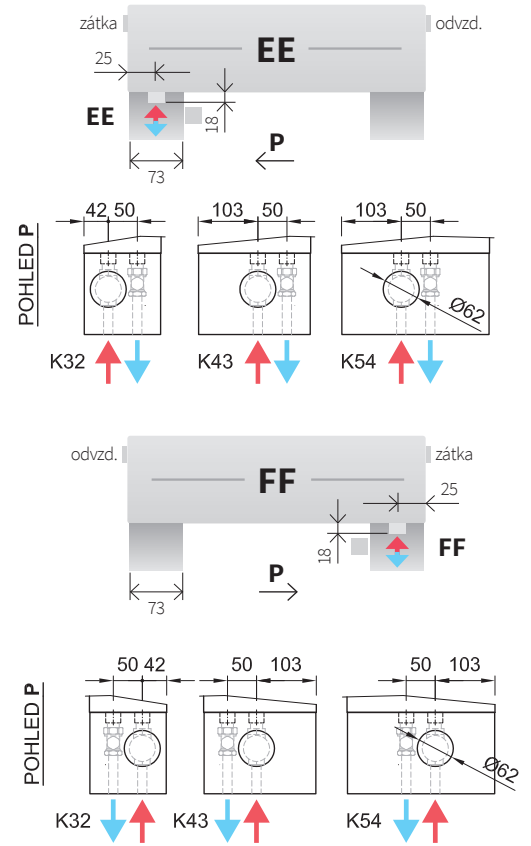 zátka
odvzd.
EE
25
EE
18
P
73
POHLED P
42 50
103 50
103 50
Ø62
K32
K43
K54
odvzd.
zátka
FF
25
18
FF
P
73
POHLED P
50 42
50 103
50 103
Ø62
K32
K43
K54